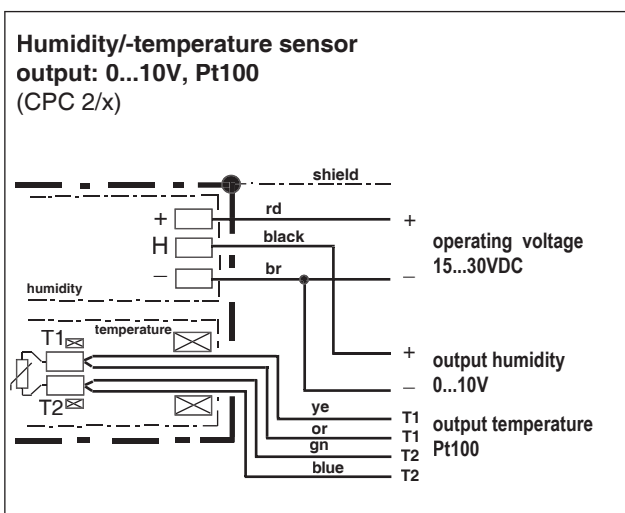 Humidity/-temperature sensor
output: 0...10V, Pt100
(CPC 2/x)
shield
+ rd +
H black
operating voltage
15...30VDC
– br –
humidity
temperature
T1
T2
+
output humidity
–
0...10V
ye T1
or T1
output temperature
Pt100
gn T2
blue T2